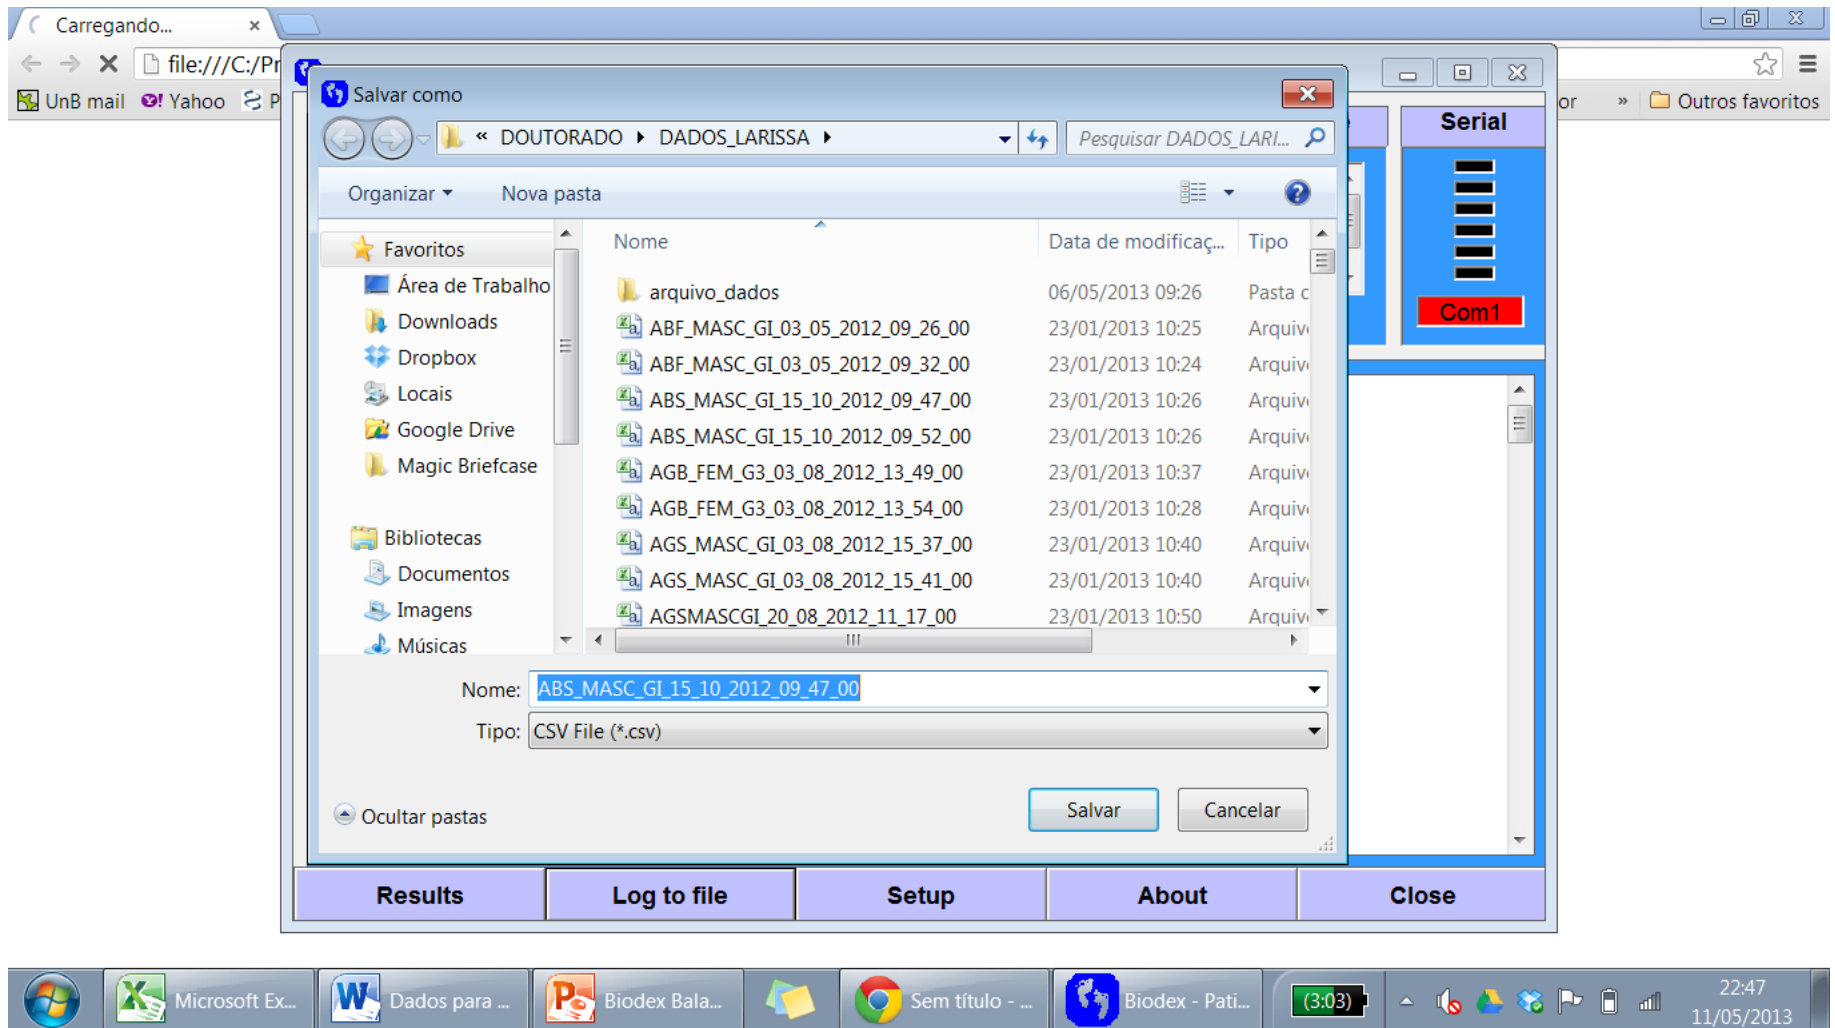 Carregando...
file:///C:/Pr
UnB mail Yahoo P
or » Outros favoritos
Salvar como
« DOUTORADO DADOS_LARISSA
Pesquisar DADOS_LARI...
Organizar Nova pasta
Serial
Com1
Nome Data de modificaç... Tipo
Favoritos
Área de Trabalho
Downloads
Dropbox
Locais
Google Drive
Magic Briefcase
Bibliotecas
Documentos
Imagens
Músicas
arquivo_dados 06/05/2013 09:26 Pasta c
ABF_MASC_GI_03_05_2012_09_26_00 23/01/2013 10:25 Arquiv
ABF_MASC_GI_03_05_2012_09_32_00 23/01/2013 10:24 Arquiv
ABS_MASC_GI_15_10_2012_09_47_00 23/01/2013 10:26 Arquiv
ABS_MASC_GI_15_10_2012_09_52_00 23/01/2013 10:26 Arquiv
AGB_FEM_G3_03_08_2012_13_49_00 23/01/2013 10:37 Arquiv
AGB_FEM_G3_03_08_2012_13_54_00 23/01/2013 10:28 Arquiv
AGS_MASC_GI_03_08_2012_15_37_00 23/01/2013 10:40 Arquiv
AGS_MASC_GI_03_08_2012_15_41_00 23/01/2013 10:40 Arquiv
AGSMASCGI_20_08_2012_11_17_00 23/01/2013 10:50 Arquiv
Nome: ABS_MASC_GI_15_10_2012_09_47_00
Tipo: CSV File (*.csv)
Ocultar pastas
Salvar Cancelar
Results Log to file Setup About Close
Microsoft Ex... Dados para ... Biodex Bala... Sem título - ... Biodex - Pati... (3:03)
22:47
11/05/2013